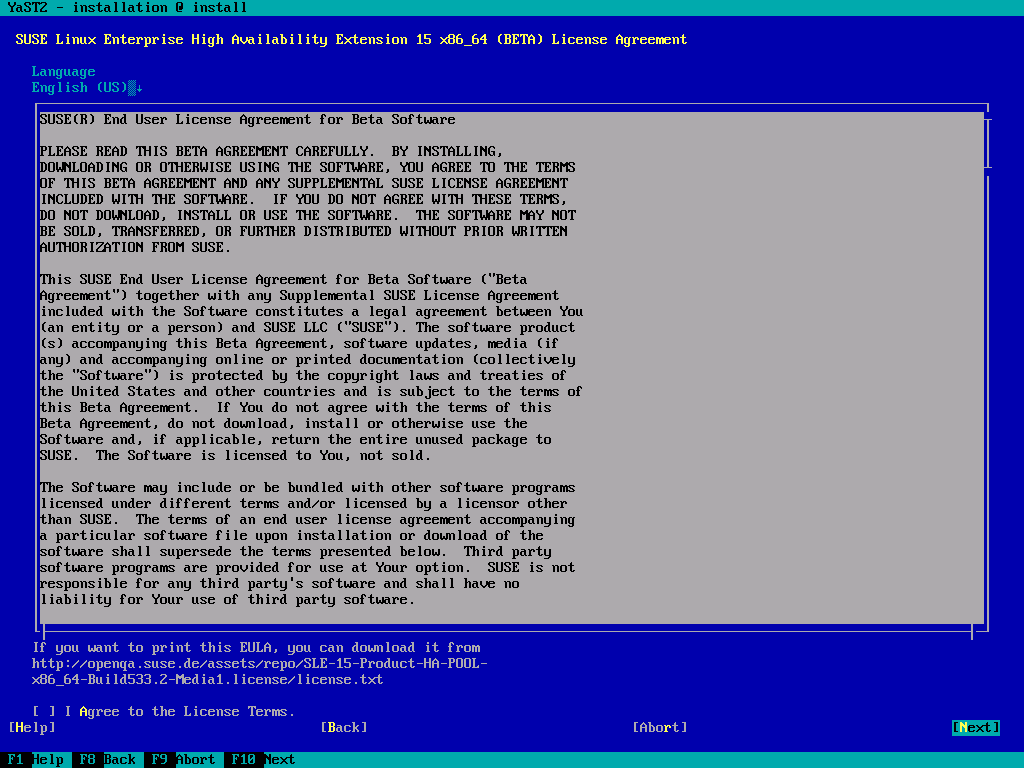 YaST2 - installation @ install
SUSE Linux Enterprise High Availability Extension 15 x86_64 (BETA) License Agreement
Language
English (US)▒↓
SUSE(R) End User License Agreement for Beta Software
PLEASE READ THIS BETA AGREEMENT CAREFULLY.  BY INSTALLING,
DOWNLOADING OR OTHERWISE USING THE SOFTWARE, YOU AGREE TO THE TERMS
OF THIS BETA AGREEMENT AND ANY SUPPLEMENTAL SUSE LICENSE AGREEMENT
INCLUDED WITH THE SOFTWARE.  IF YOU DO NOT AGREE WITH THESE TERMS,
DO NOT DOWNLOAD, INSTALL OR USE THE SOFTWARE.  THE SOFTWARE MAY NOT
BE SOLD, TRANSFERRED, OR FURTHER DISTRIBUTED WITHOUT PRIOR WRITTEN
AUTHORIZATION FROM SUSE.
This SUSE End User License Agreement for Beta Software ("Beta
Agreement") together with any Supplemental SUSE License Agreement
included with the Software constitutes a legal agreement between You
(an entity or a person) and SUSE LLC ("SUSE"). The software product
(s) accompanying this Beta Agreement, software updates, media (if
any) and accompanying online or printed documentation (collectively
the "Software") is protected by the copyright laws and treaties of
the United States and other countries and is subject to the terms of
this Beta Agreement.  If You do not agree with the terms of this
Beta Agreement, do not download, install or otherwise use the
Software and, if applicable, return the entire unused package to
SUSE.  The Software is licensed to You, not sold.
The Software may include or be bundled with other software programs
licensed under different terms and/or licensed by a licensor other
than SUSE.  The terms of an end user license agreement accompanying
a particular software file upon installation or download of the
software shall supersede the terms presented below.  Third party
software programs are provided for use at Your option.  SUSE is not
responsible for any third party's software and shall have no
liability for Your use of third party software.
If you want to print this EULA, you can download it from
http://openqa.suse.de/assets/repo/SLE-15-Product-HA-POOL-
x86_64-Build533.2-Media1.license/license.txt
[ ] I Agree to the License Terms.
[Help] [Back] [Abort] [Next]
F1 Help F8 Back F9 Abort F10 Next